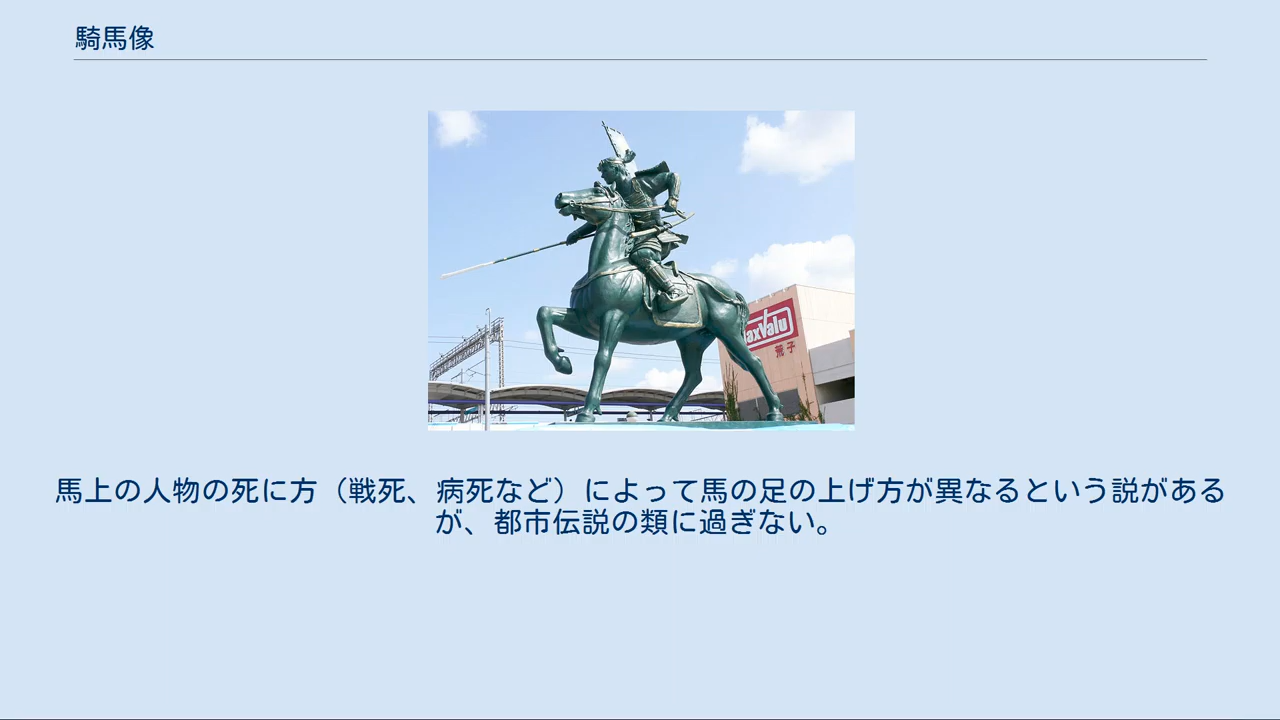 騎馬像
axValu
荒子
馬上の人物の死に方（戦死、病死など）によって馬の足の上げ方が異なるという説がある
が、都市伝説の類に過ぎない。